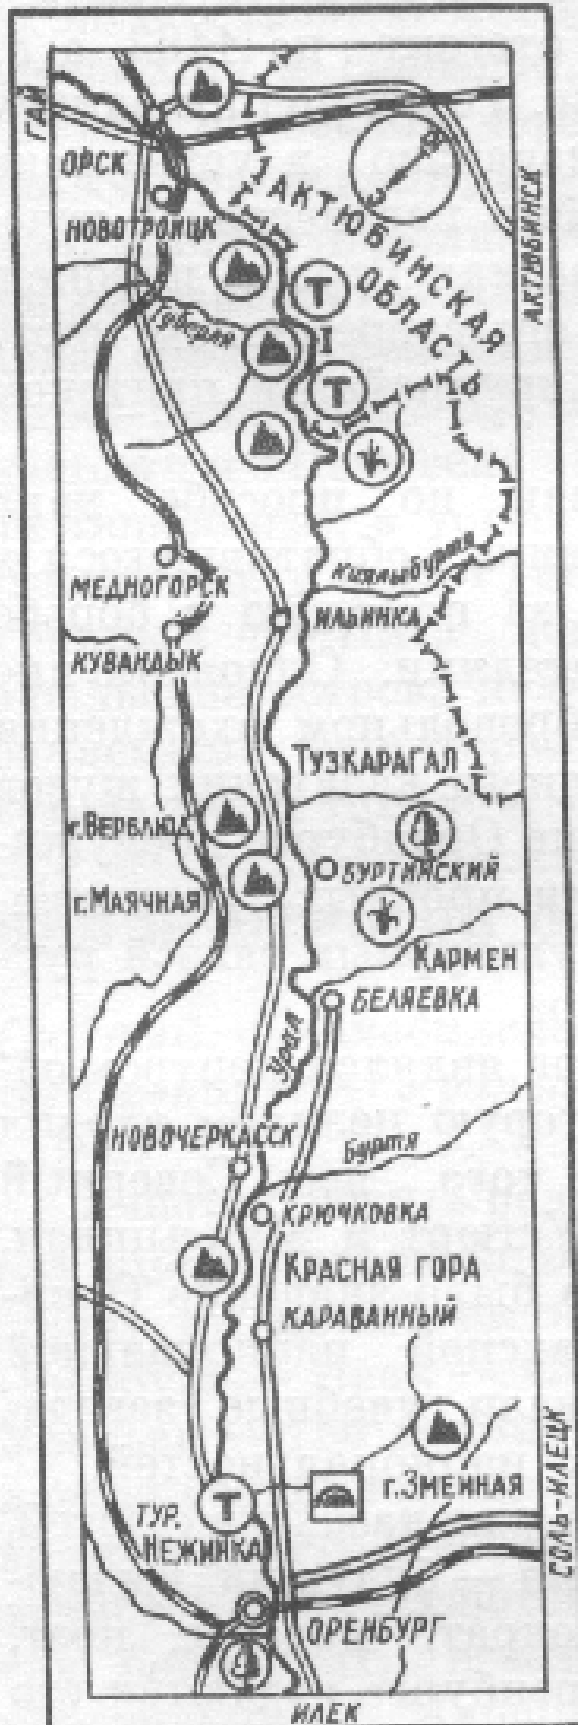 ГАЙ
ОРСК
НОВОТРОИЦК
АКТЮБИНСКАЯ
ОБЛАСТЬ
АКТЮБИНСК
С
Губерля
МЕДНОГОРСК
Киялыбуртя
ИЛЬИНКА
КУВАНДЫК
ТУЗКАРАГАЛ
г.ВЕРБЛЮД
БУРТИНСКИЙ
г.МАЯЧНАЯ
КАРМЕН
БЕЛЯЕВКА
Урал
НОВОЧЕРКАССК
Буртя
КРЮЧКОВКА
КРАСНАЯ ГОРА
КАРАВАННЫЙ
г.ЗМЕИНАЯ
СОЛЬ-ИЛЕЦК
Т
ТУР.
НЕЖИНКА
ОРЕНБУРГ
ИЛЕК